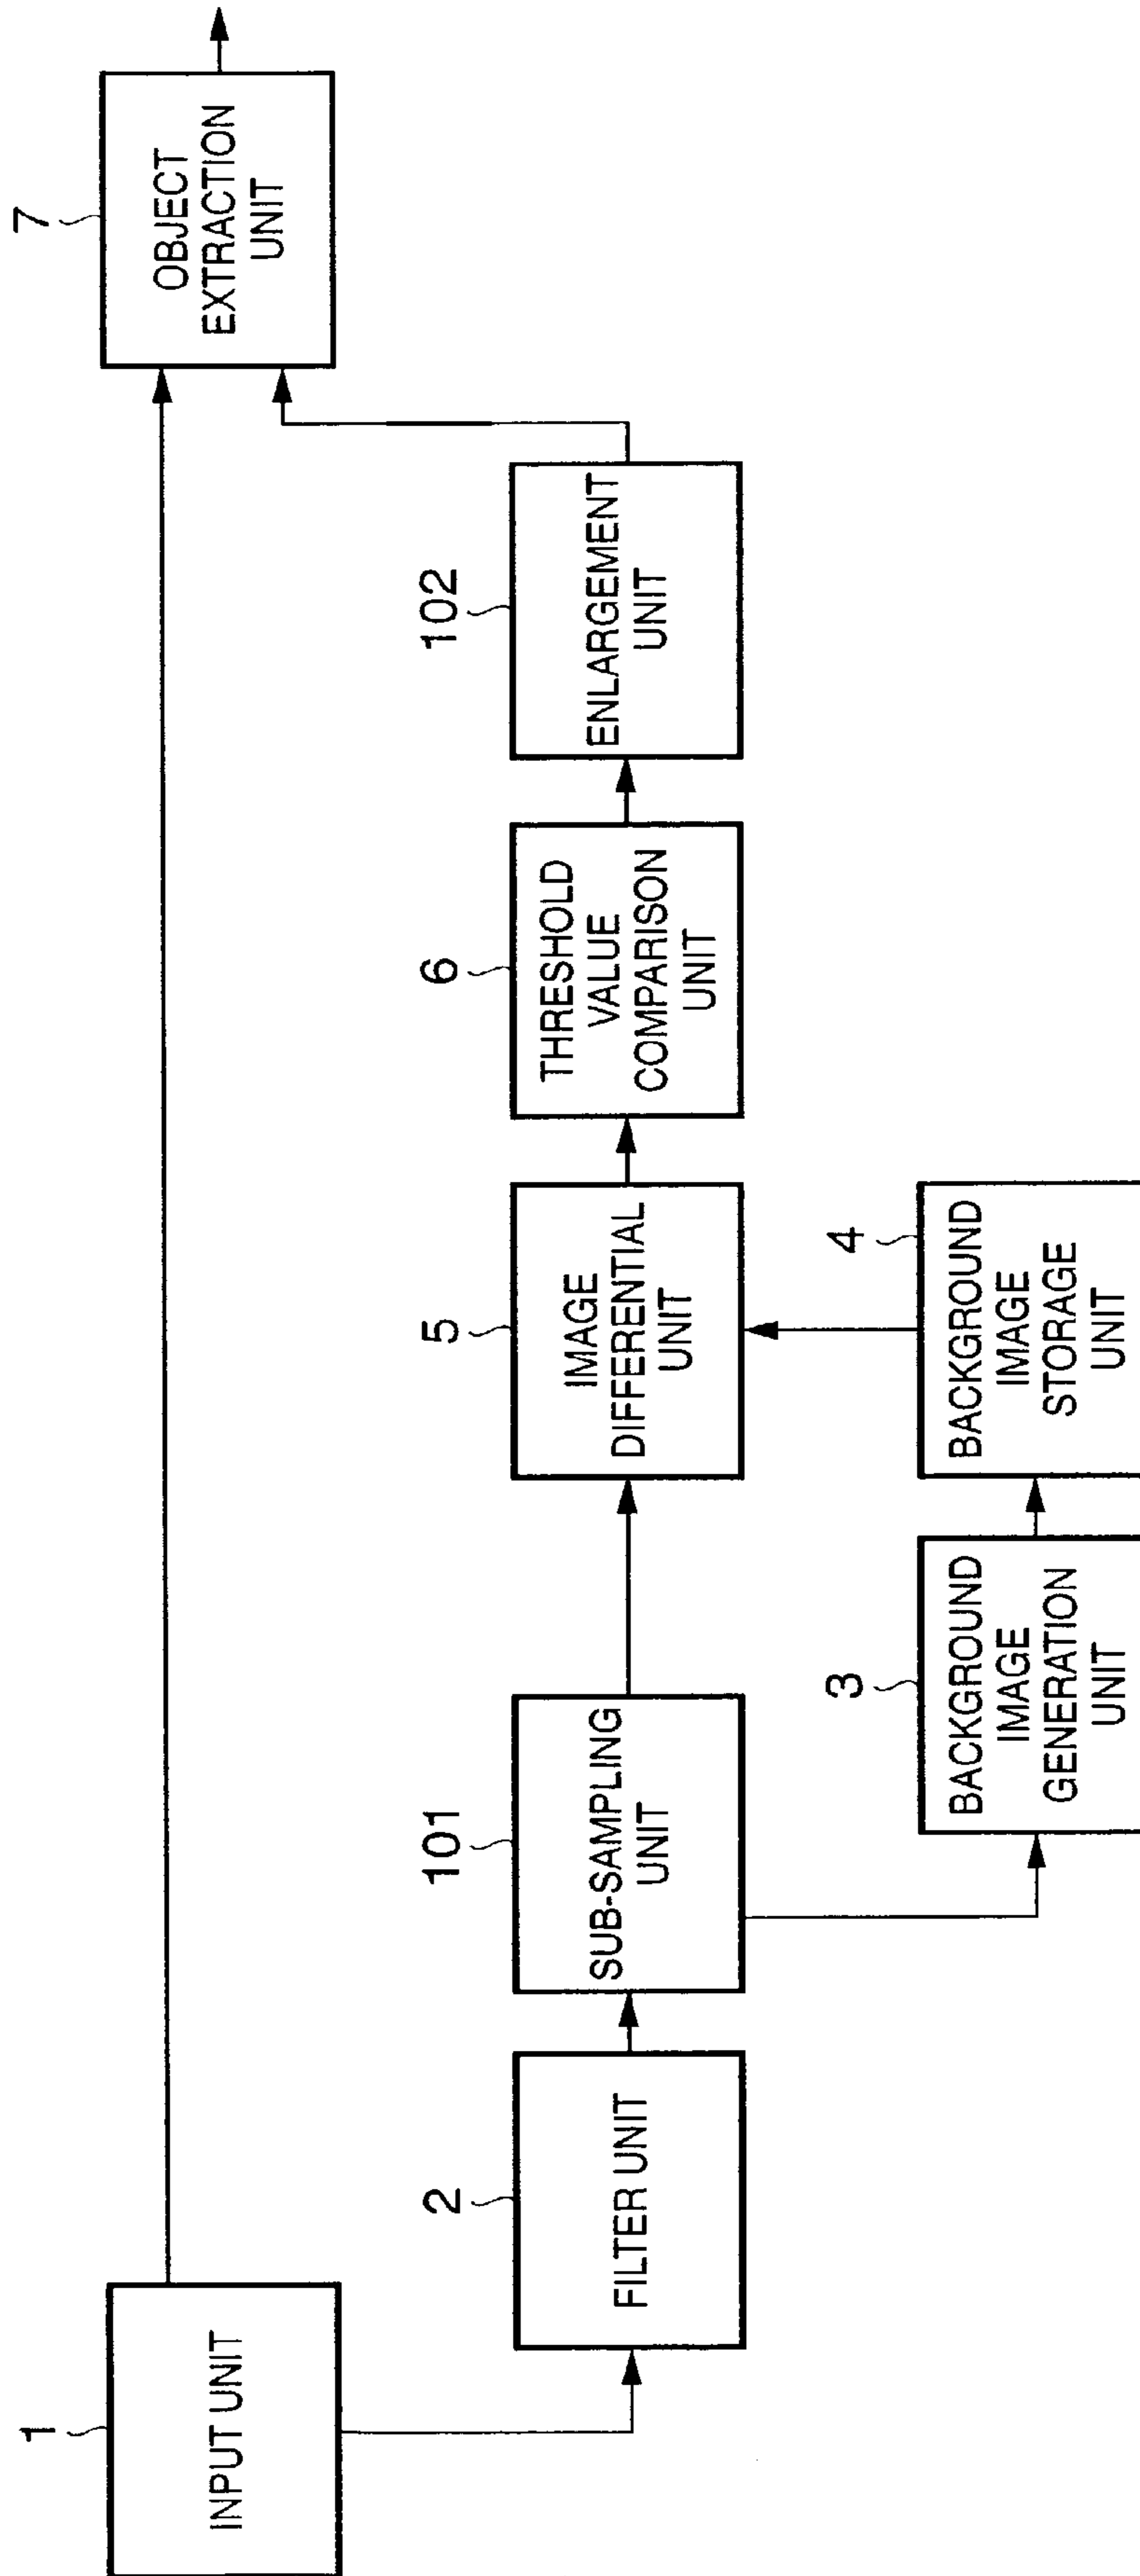 1
INPUT UNIT
7
OBJECT
EXTRACTION
UNIT
2
FILTER UNIT
101
SUB-SAMPLING
UNIT
5
IMAGE
DIFFERENTIAL
UNIT
6
THRESHOLD
VALUE
COMPARISON
UNIT
102
ENLARGEMENT
UNIT
3
BACKGROUND
IMAGE
GENERATION
UNIT
4
BACKGROUND
IMAGE
STORAGE
UNIT